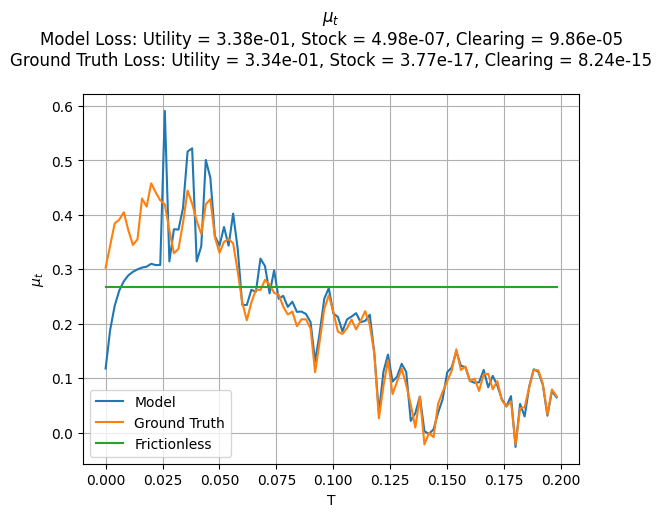 μₜ
Model Loss: Utility = 3.38e-01, Stock = 4.98e-07, Clearing = 9.86e-05
Ground Truth Loss: Utility = 3.34e-01, Stock = 3.77e-17, Clearing = 8.24e-15
0.6
0.5
0.4
0.3
0.2
0.1
0.0
μₜ
Model
Ground Truth
Frictionless
0.000 0.025 0.050 0.075 0.100 0.125 0.150 0.175 0.200
T